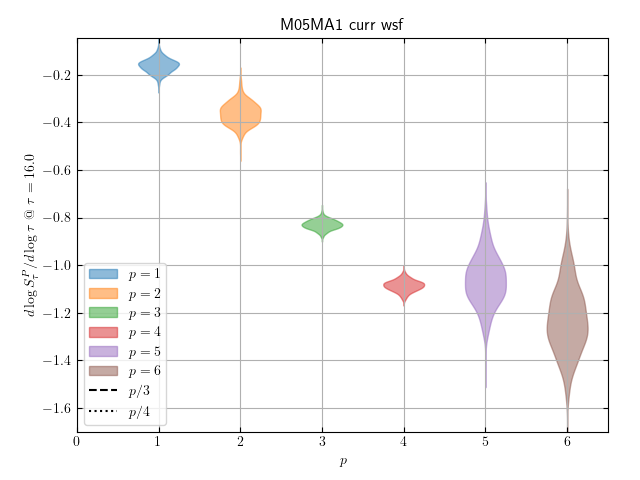 M05MA1 curr wsf
d log S_τ^P / d log τ @ τ = 16.0
−0.2
−0.4
−0.6
−0.8
−1.0
−1.2
−1.4
−1.6
p = 1
p = 2
p = 3
p = 4
p = 5
p = 6
p/3
p/4
0 1 2 3 4 5 6
p